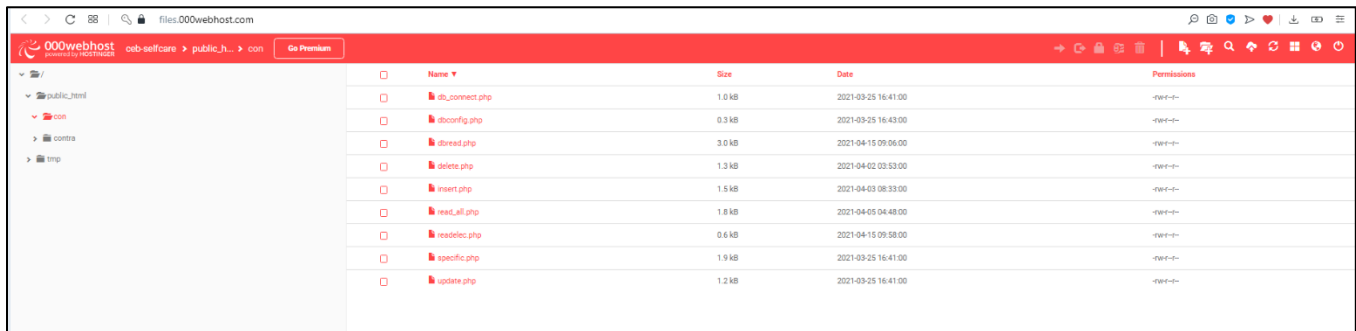 files.000webhost.com
000webhost powered by HOSTINGER ceb-selfcare > public_h... > con Go Premium
/
public_html
con
contra
tmp
Name ▼ Size Date Permissions
db_connect.php 1.0 kB 2021-03-25 16:41:00 -rw-r--r--
dbconfig.php 0.3 kB 2021-03-25 16:43:00 -rw-r--r--
dbread.php 3.0 kB 2021-04-15 09:06:00 -rw-r--r--
delete.php 1.3 kB 2021-04-02 03:53:00 -rw-r--r--
insert.php 1.5 kB 2021-04-03 08:33:00 -rw-r--r--
read_all.php 1.8 kB 2021-04-05 04:48:00 -rw-r--r--
readelec.php 0.6 kB 2021-04-15 09:58:00 -rw-r--r--
specific.php 1.9 kB 2021-03-25 16:41:00 -rw-r--r--
update.php 1.2 kB 2021-03-25 16:41:00 -rw-r--r--